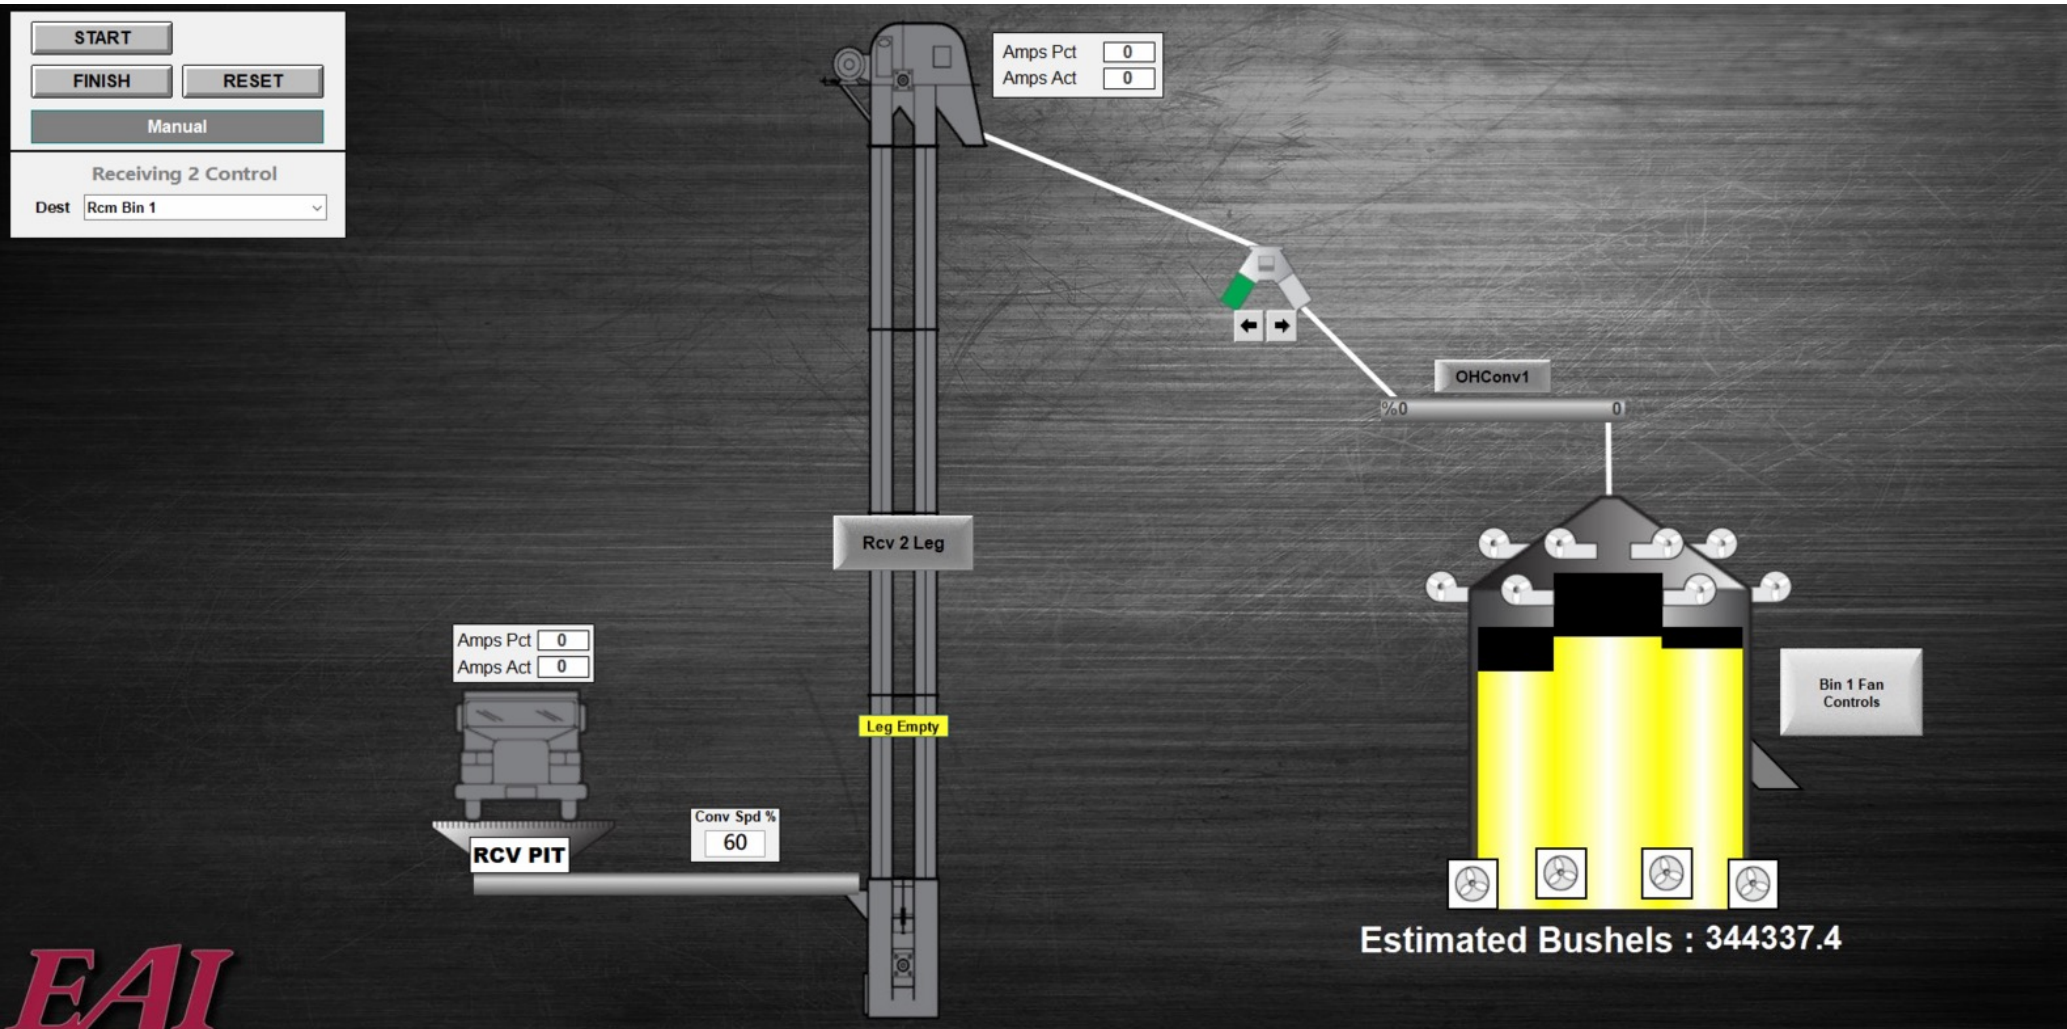 START
FINISH
RESET
Manual
Receiving 2 Control
Dest Rcm Bin 1
Amps Pct 0
Amps Act 0
OHConv1
%0 0
Rcv 2 Leg
Amps Pct 0
Amps Act 0
Bin 1 Fan
Controls
Leg Empty
Conv Spd %
60
RCV PIT
Estimated Bushels : 344337.4
EAI